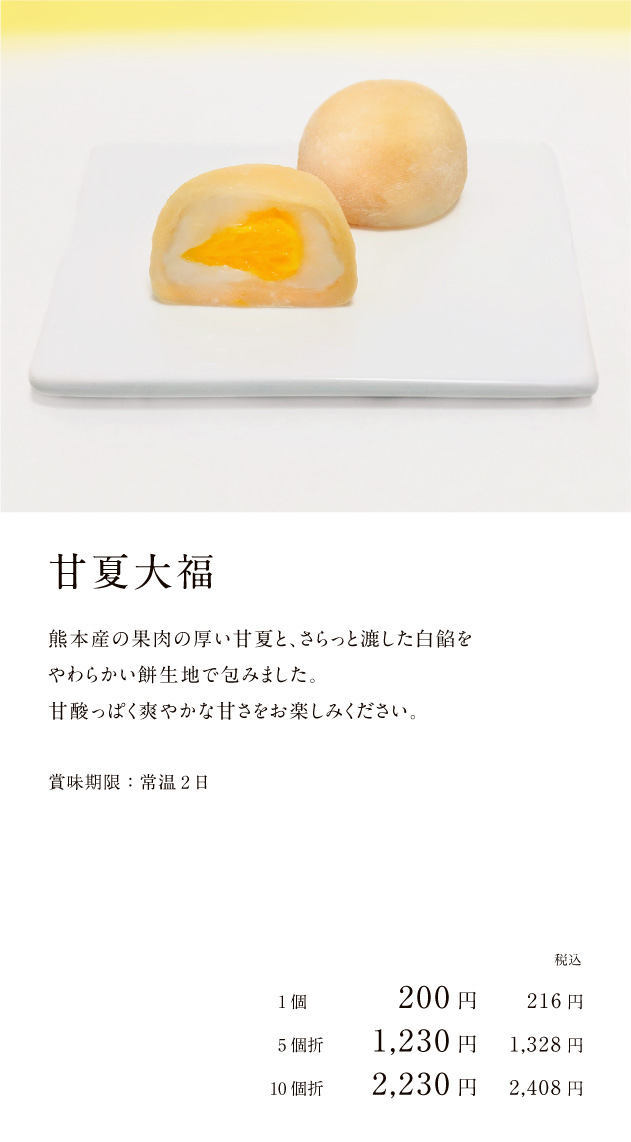 甘夏大福
熊本産の果肉の厚い甘夏と、さらっと漉した白餡を
やわらかい餅生地で包みました。
甘酸っぱく爽やかな甘さをお楽しみください。
賞味期限：常温2日
税込
1個 200円 216円
5個折 1,230円 1,328円
10個折 2,230円 2,408円